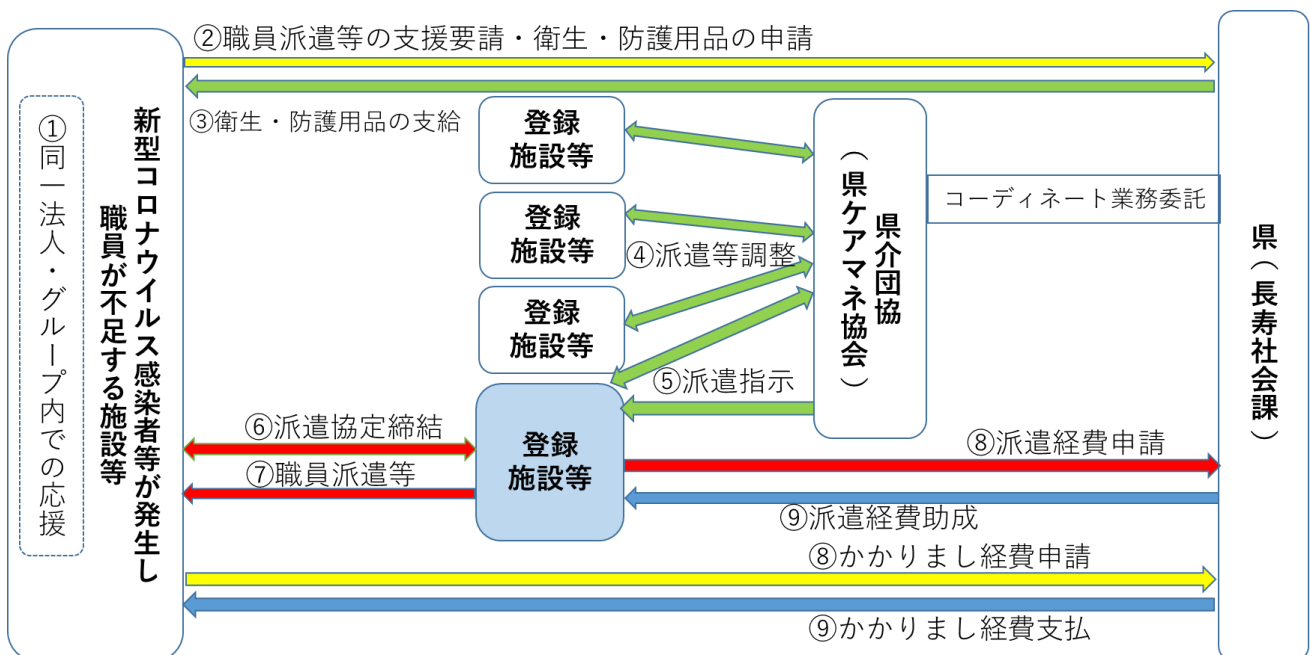 ②職員派遣等の支援要請・衛生・防護用品の申請
③衛生・防護用品の支給
新型コロナウイルス感染者等が発生し
職員が不足する施設等
①同一法人・グループ内での応援
登録
施設等
登録
施設等
登録
施設等
登録
施設等
④派遣等調整
⑤派遣指示
県介団協
（県ケアマネ協会）
コーディネート業務委託
県（長寿社会課）
⑥派遣協定締結
⑦職員派遣等
⑧派遣経費申請
⑨派遣経費助成
⑧かかりまし経費申請
⑨かかりまし経費支払